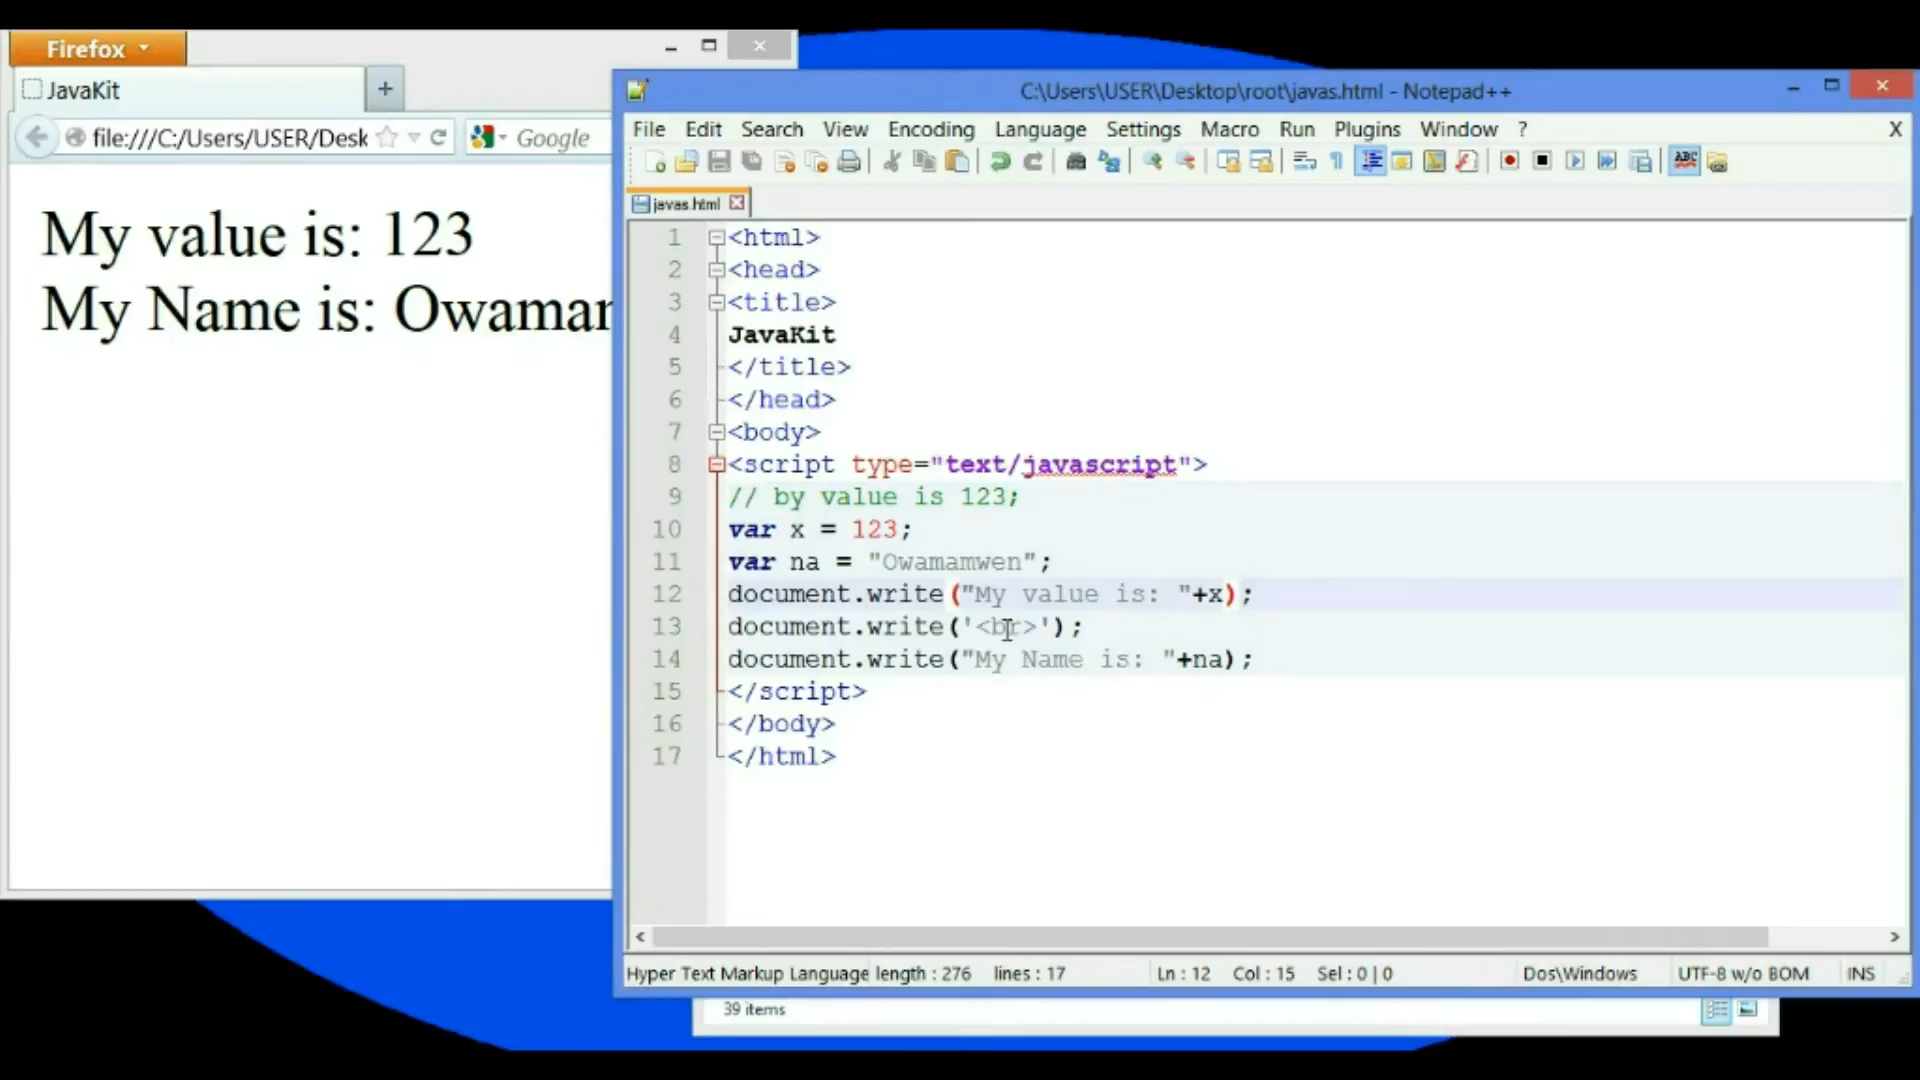 Firefox
JavaKit
file:///C:/Users/USER/Desk
Google
My value is: 123
My Name is: Owamam
C:\Users\USER\Desktop\root\javas.html - Notepad++
File Edit Search View Encoding Language Settings Macro Run Plugins Window ? X
ABC
javas.html
1 <html>
2 <head>
3 <title>
4 JavaKit
5 </title>
6 </head>
7 <body>
8 <script type="text/javascript">
9 // by value is 123;
10 var x = 123;
11 var na = "Owamamwen";
12 document.write("My value is: "+x);
13 document.write('<br>');
14 document.write("My Name is: "+na);
15 </script>
16 </body>
17 </html>
Hyper Text Markup Language length : 276 lines : 17 Ln : 12 Col : 15 Sel : 0 | 0 Dos\Windows UTF-8 w/o BOM INS
39 items